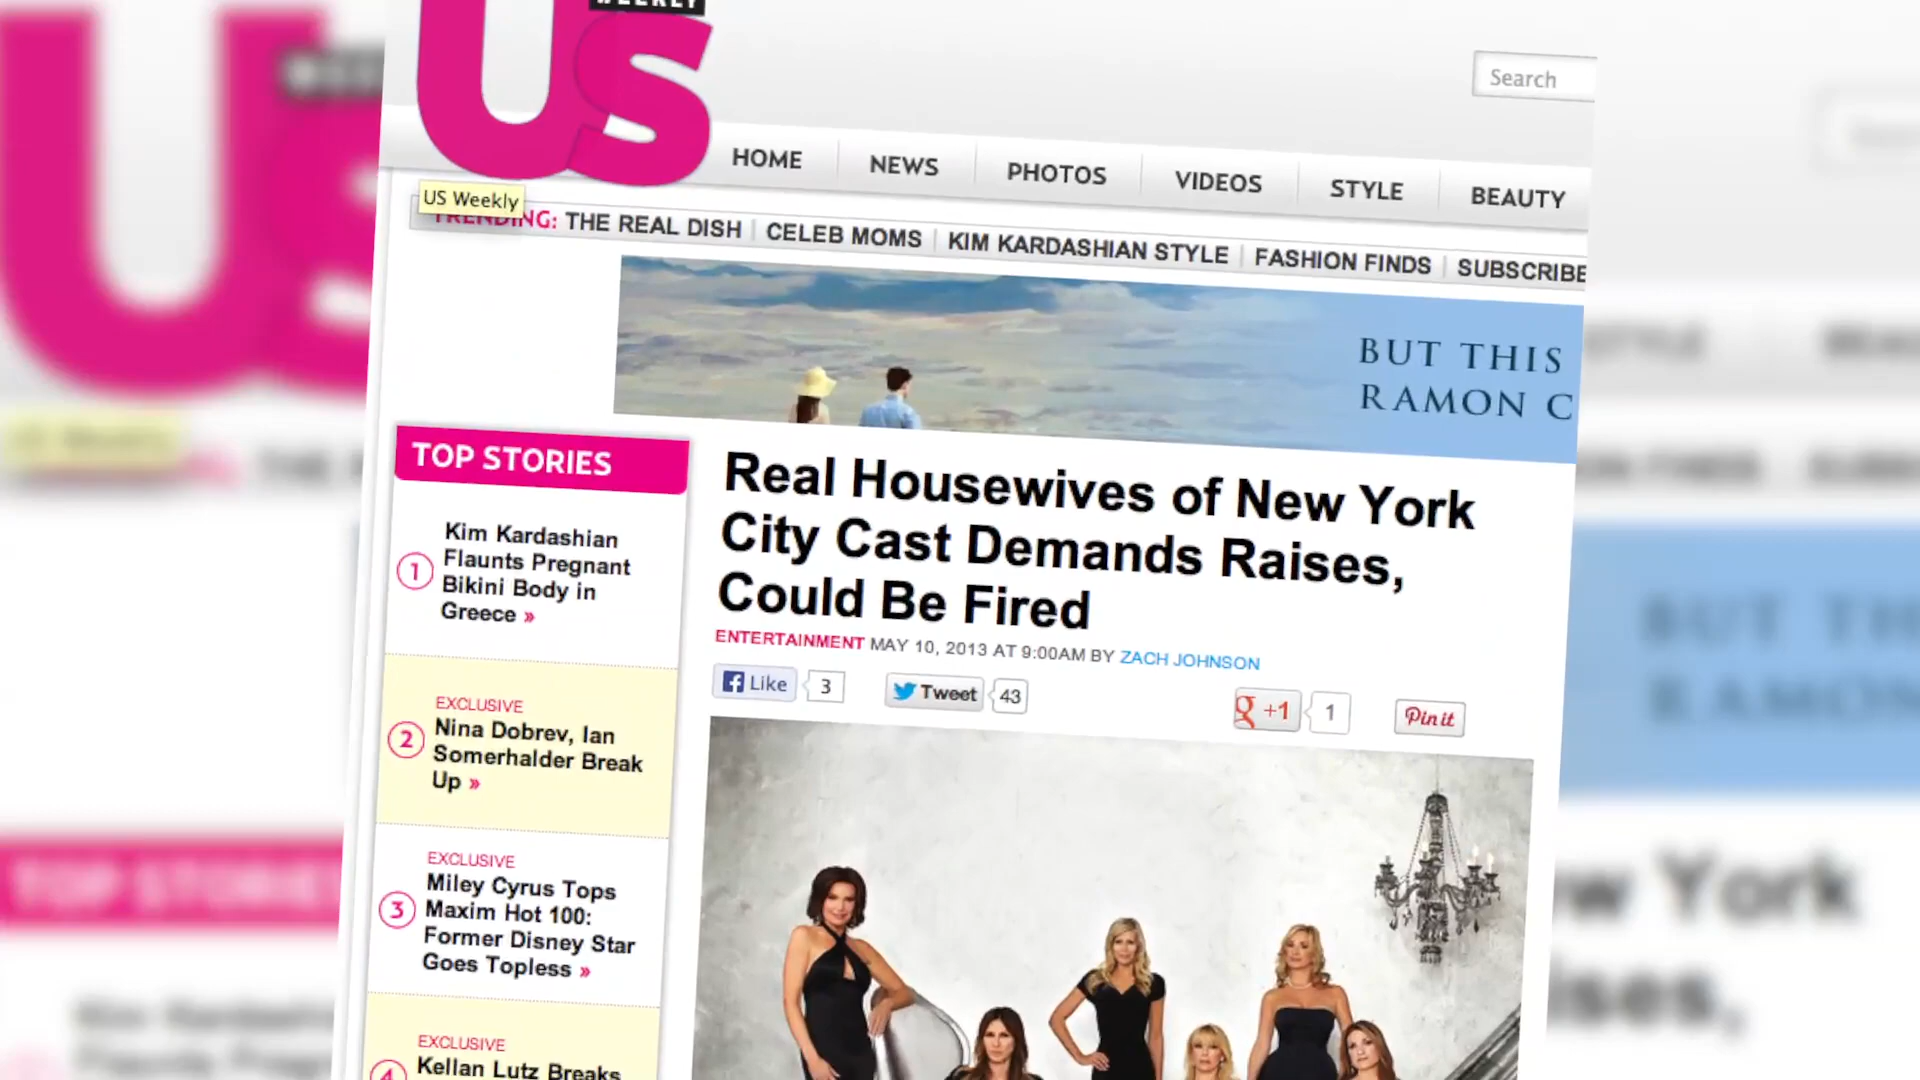 WEEKLY
Us
Search
HOME
NEWS
PHOTOS
VIDEOS
STYLE
BEAUTY
US Weekly
TRENDING: THE REAL DISH CELEB MOMS KIM KARDASHIAN STYLE FASHION FINDS SUBSCRIBE
BUT THIS
RAMON C
TOP STORIES
1
Kim Kardashian
Flaunts Pregnant
Bikini Body in
Greece »
2
EXCLUSIVE
Nina Dobrev, Ian
Somerhalder Break
Up »
3
EXCLUSIVE
Miley Cyrus Tops
Maxim Hot 100:
Former Disney Star
Goes Topless »
4
EXCLUSIVE
Kellan Lutz Breaks
Real Housewives of New York
City Cast Demands Raises,
Could Be Fired
ENTERTAINMENT MAY 10, 2013 AT 9:00AM BY ZACH JOHNSON
Like 3
Tweet 43
g +1 1
Pin it